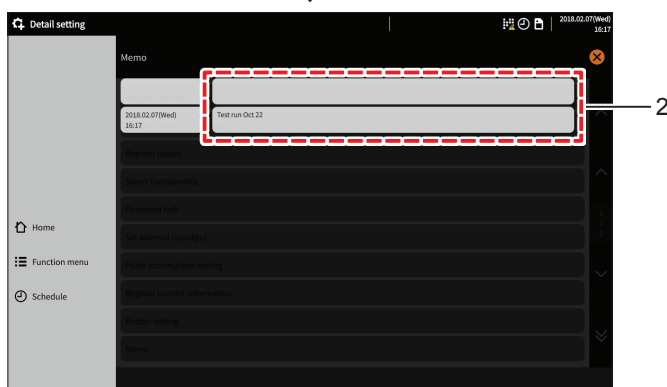 Detail setting
2018.02.07(Wed)
16:17
Memo
2
2018.02.07(Wed)
16:17
Test run Oct 22
Register layout
Select functionality
Password lock
Set external in/output
Pulse accumulator setting
Register contact information
Button setting
Memo
Home
Function menu
Schedule